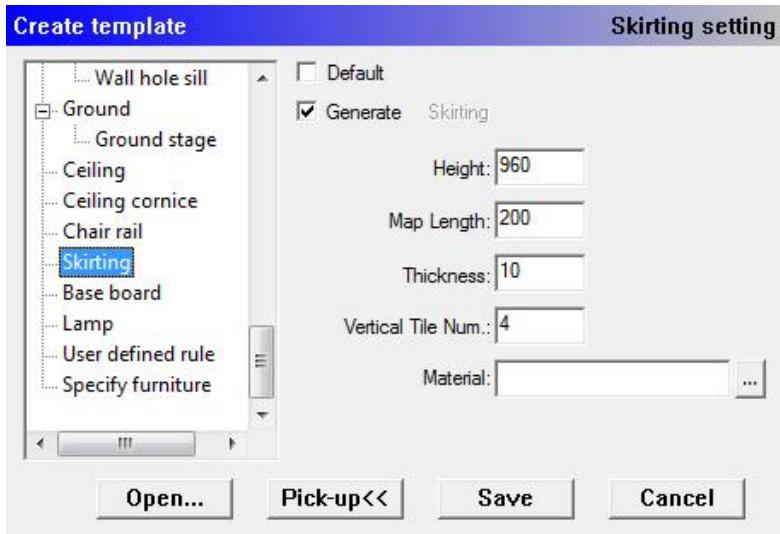 Create template Skirting setting
Wall hole sill
Ground
Ground stage
Ceiling
Ceiling cornice
Chair rail
Skirting
Base board
Lamp
User defined rule
Specify furniture
Default
Generate Skirting
Height: 960
Map Length: 200
Thickness: 10
Vertical Tile Num.: 4
Material: ...
Open... Pick-up<< Save Cancel